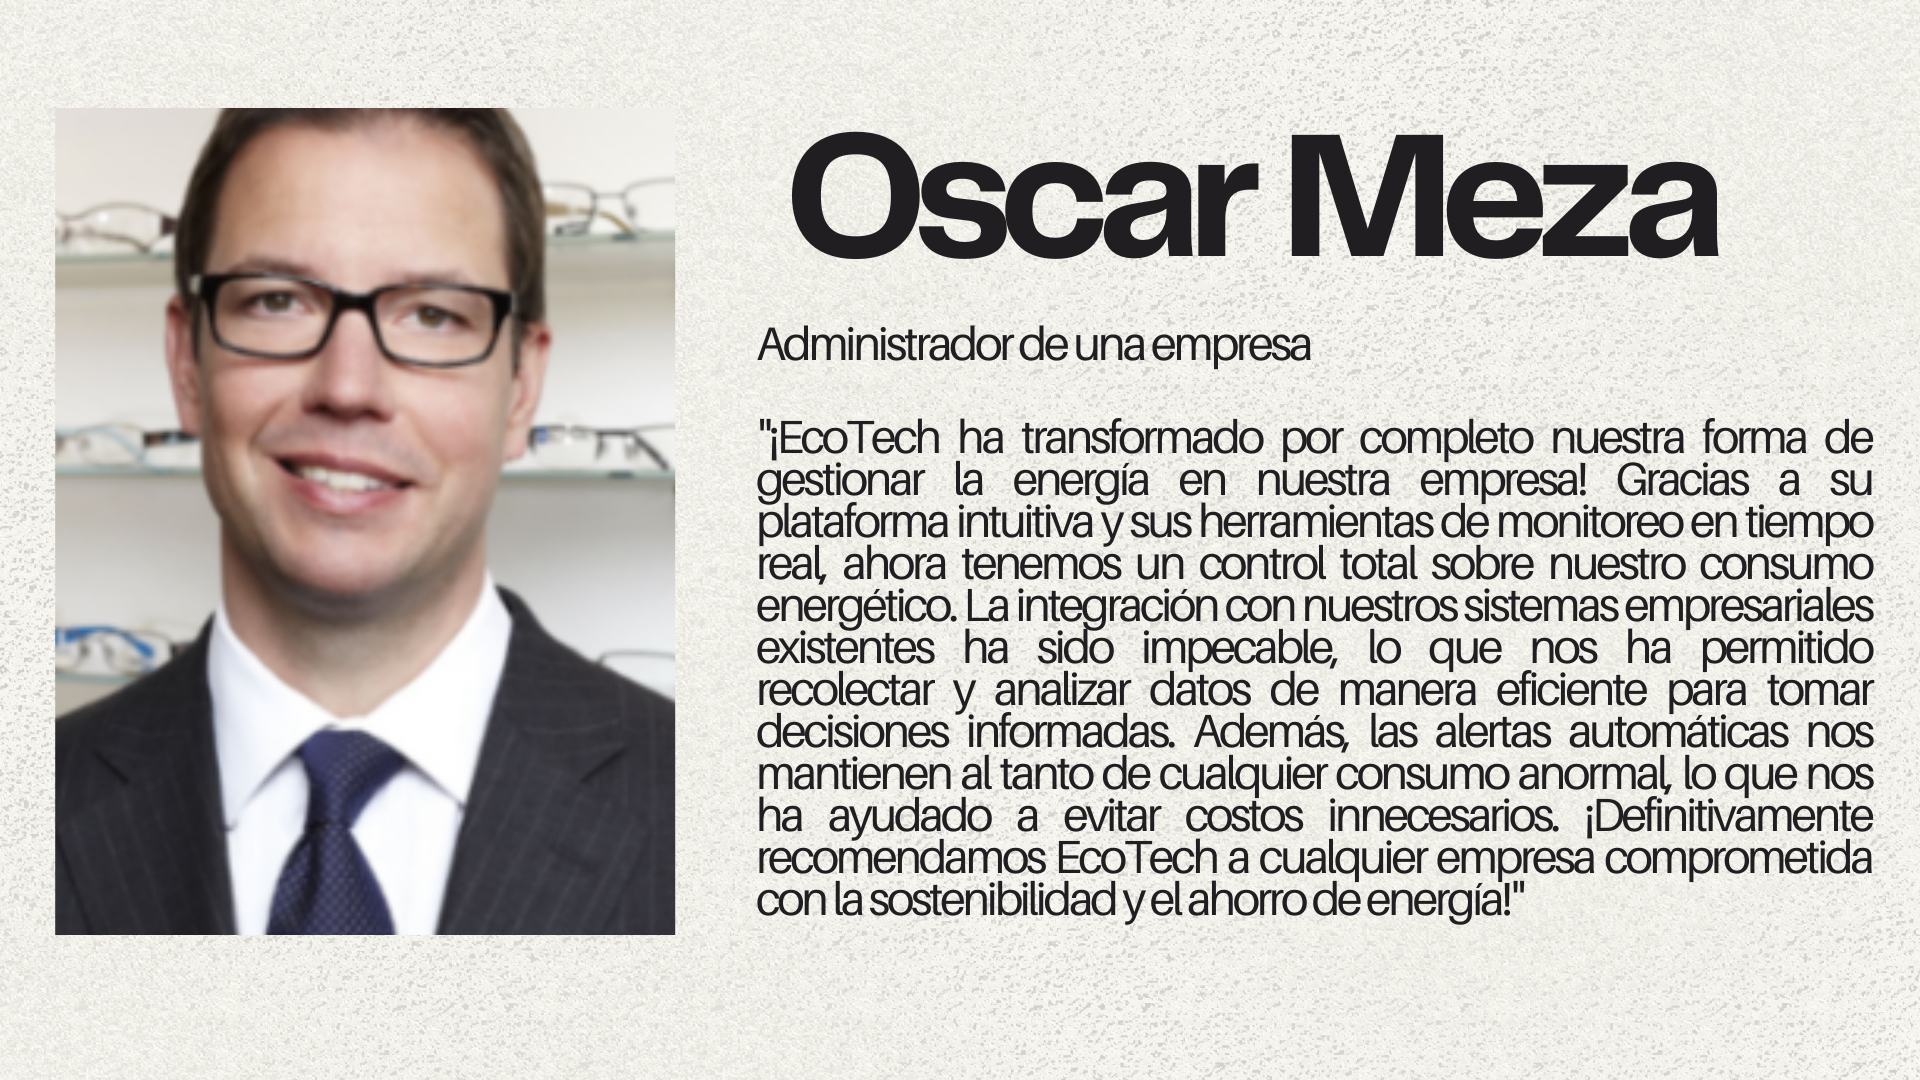 Oscar Meza
Administrador de una empresa
"¡EcoTech ha transformado por completo nuestra forma de
gestionar la energía en nuestra empresa! Gracias a su
plataforma intuitiva y sus herramientas de monitoreo en tiempo
real, ahora tenemos un control total sobre nuestro consumo
energético. La integración con nuestros sistemas empresariales
existentes ha sido impecable, lo que nos ha permitido
recolectar y analizar datos de manera eficiente para tomar
decisiones informadas. Además, las alertas automáticas nos
mantienen al tanto de cualquier consumo anormal, lo que nos
ha ayudado a evitar costos innecesarios. ¡Definitivamente
recomendamos EcoTech a cualquier empresa comprometida
con la sostenibilidad y el ahorro de energía!"